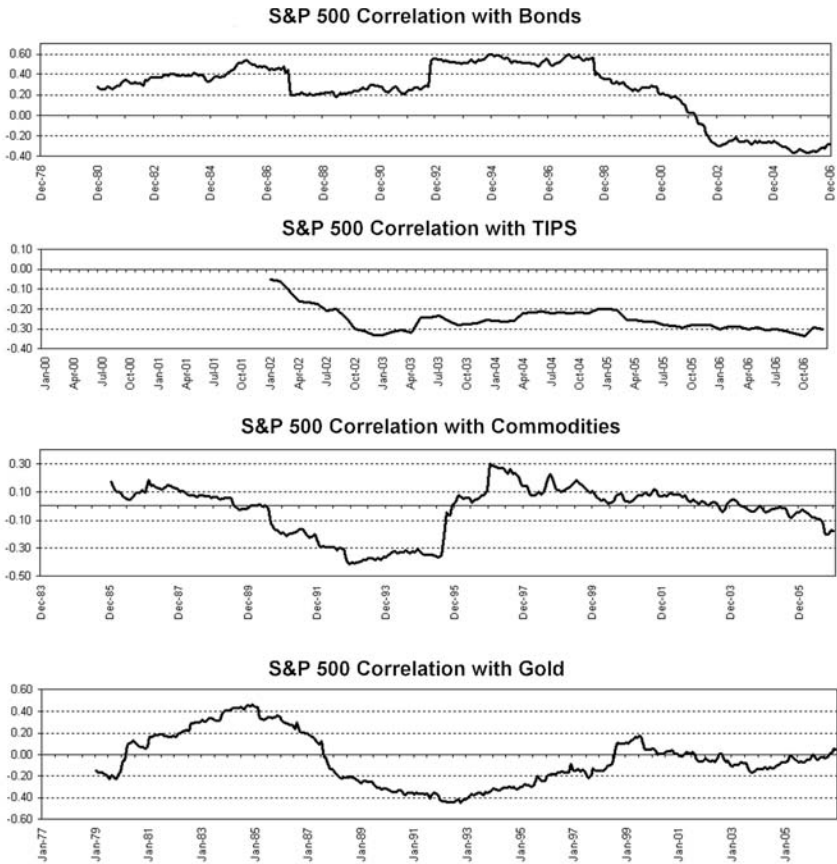 S&P 500 Correlation with Bonds
0.60
0.40
0.20
0.00
-0.20
-0.40
Dec-78
Dec-80
Dec-82
Dec-84
Dec-86
Dec-88
Dec-90
Dec-92
Dec-94
Dec-96
Dec-98
Dec-00
Dec-02
Dec-04
Dec-06
S&P 500 Correlation with TIPS
0.10
0.00
-0.10
-0.20
-0.30
-0.40
Jan-00
Apr-00
Jul-00
Oct-00
Jan-01
Apr-01
Jul-01
Oct-01
Jan-02
Apr-02
Jul-02
Oct-02
Jan-03
Apr-03
Jul-03
Oct-03
Jan-04
Apr-04
Jul-04
Oct-04
Jan-05
Apr-05
Jul-05
Oct-05
Jan-06
Apr-06
Jul-06
Oct-06
S&P 500 Correlation with Commodities
0.30
0.10
-0.10
-0.30
-0.50
Dec-83
Dec-85
Dec-87
Dec-89
Dec-91
Dec-93
Dec-95
Dec-97
Dec-99
Dec-01
Dec-03
Dec-05
S&P 500 Correlation with Gold
0.60
0.40
0.20
0.00
-0.20
-0.40
-0.60
Jan-77
Jan-79
Jan-81
Jan-83
Jan-85
Jan-87
Jan-89
Jan-91
Jan-93
Jan-95
Jan-97
Jan-99
Jan-01
Jan-03
Jan-05